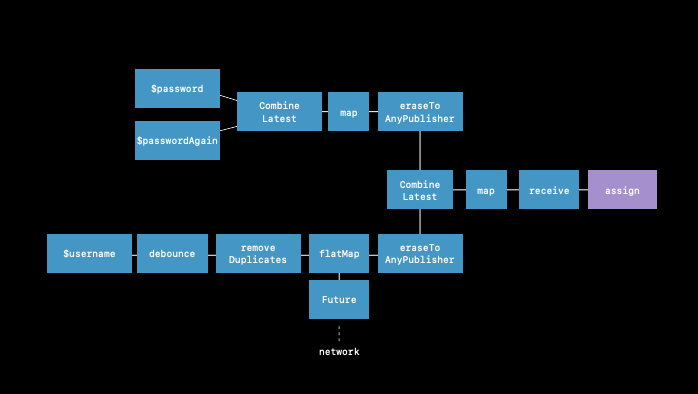 $password
$passwordAgain
Combine
Latest
map
eraseTo
AnyPublisher
Combine
Latest
map
receive
assign
$username
debounce
remove
Duplicates
flatMap
eraseTo
AnyPublisher
Future
network